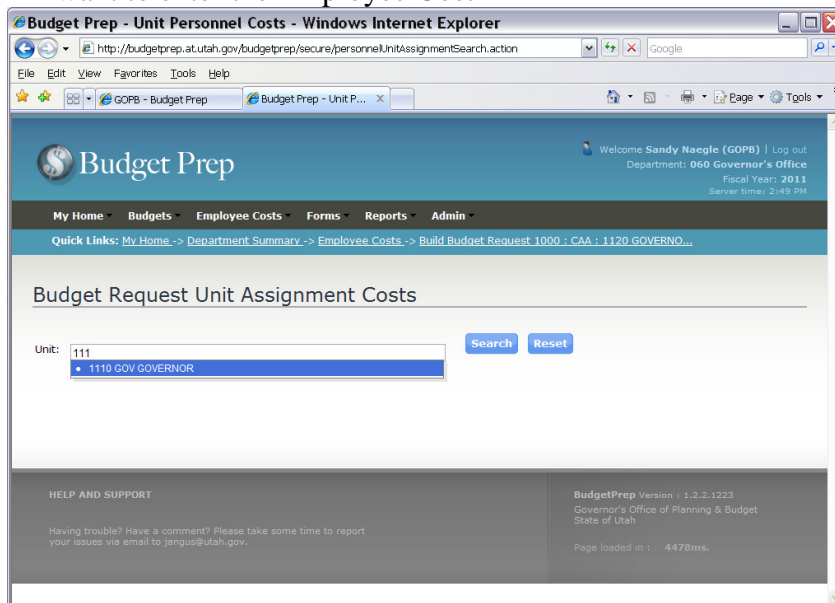 Budget Prep - Unit Personnel Costs - Windows Internet Explorer
http://budgetprep.at.utah.gov/budgetprep/secure/personnelUnitAssignmentSearch.action
Google
File Edit View Favorites Tools Help
GOPB - Budget Prep
Budget Prep - Unit P...
Page
Tools
Budget Prep
Welcome Sandy Naegle (GOPB) | Log out
Department: 060 Governor's Office
Fiscal Year: 2011
Server time: 2:49 PM
My Home Budgets Employee Costs Forms Reports Admin
Quick Links: My Home -> Department Summary -> Employee Costs -> Build Budget Request 1000 : CAA : 1120 GOVERNO...
Budget Request Unit Assignment Costs
Unit: 111
Search Reset
1110 GOV GOVERNOR
HELP AND SUPPORT
Having trouble? Have a comment? Please take some time to report
your issues via email to jangus@utah.gov.
BudgetPrep Version : 1.2.2.1223
Governor's Office of Planning & Budget
State of Utah
Page loaded in : 4478ms.